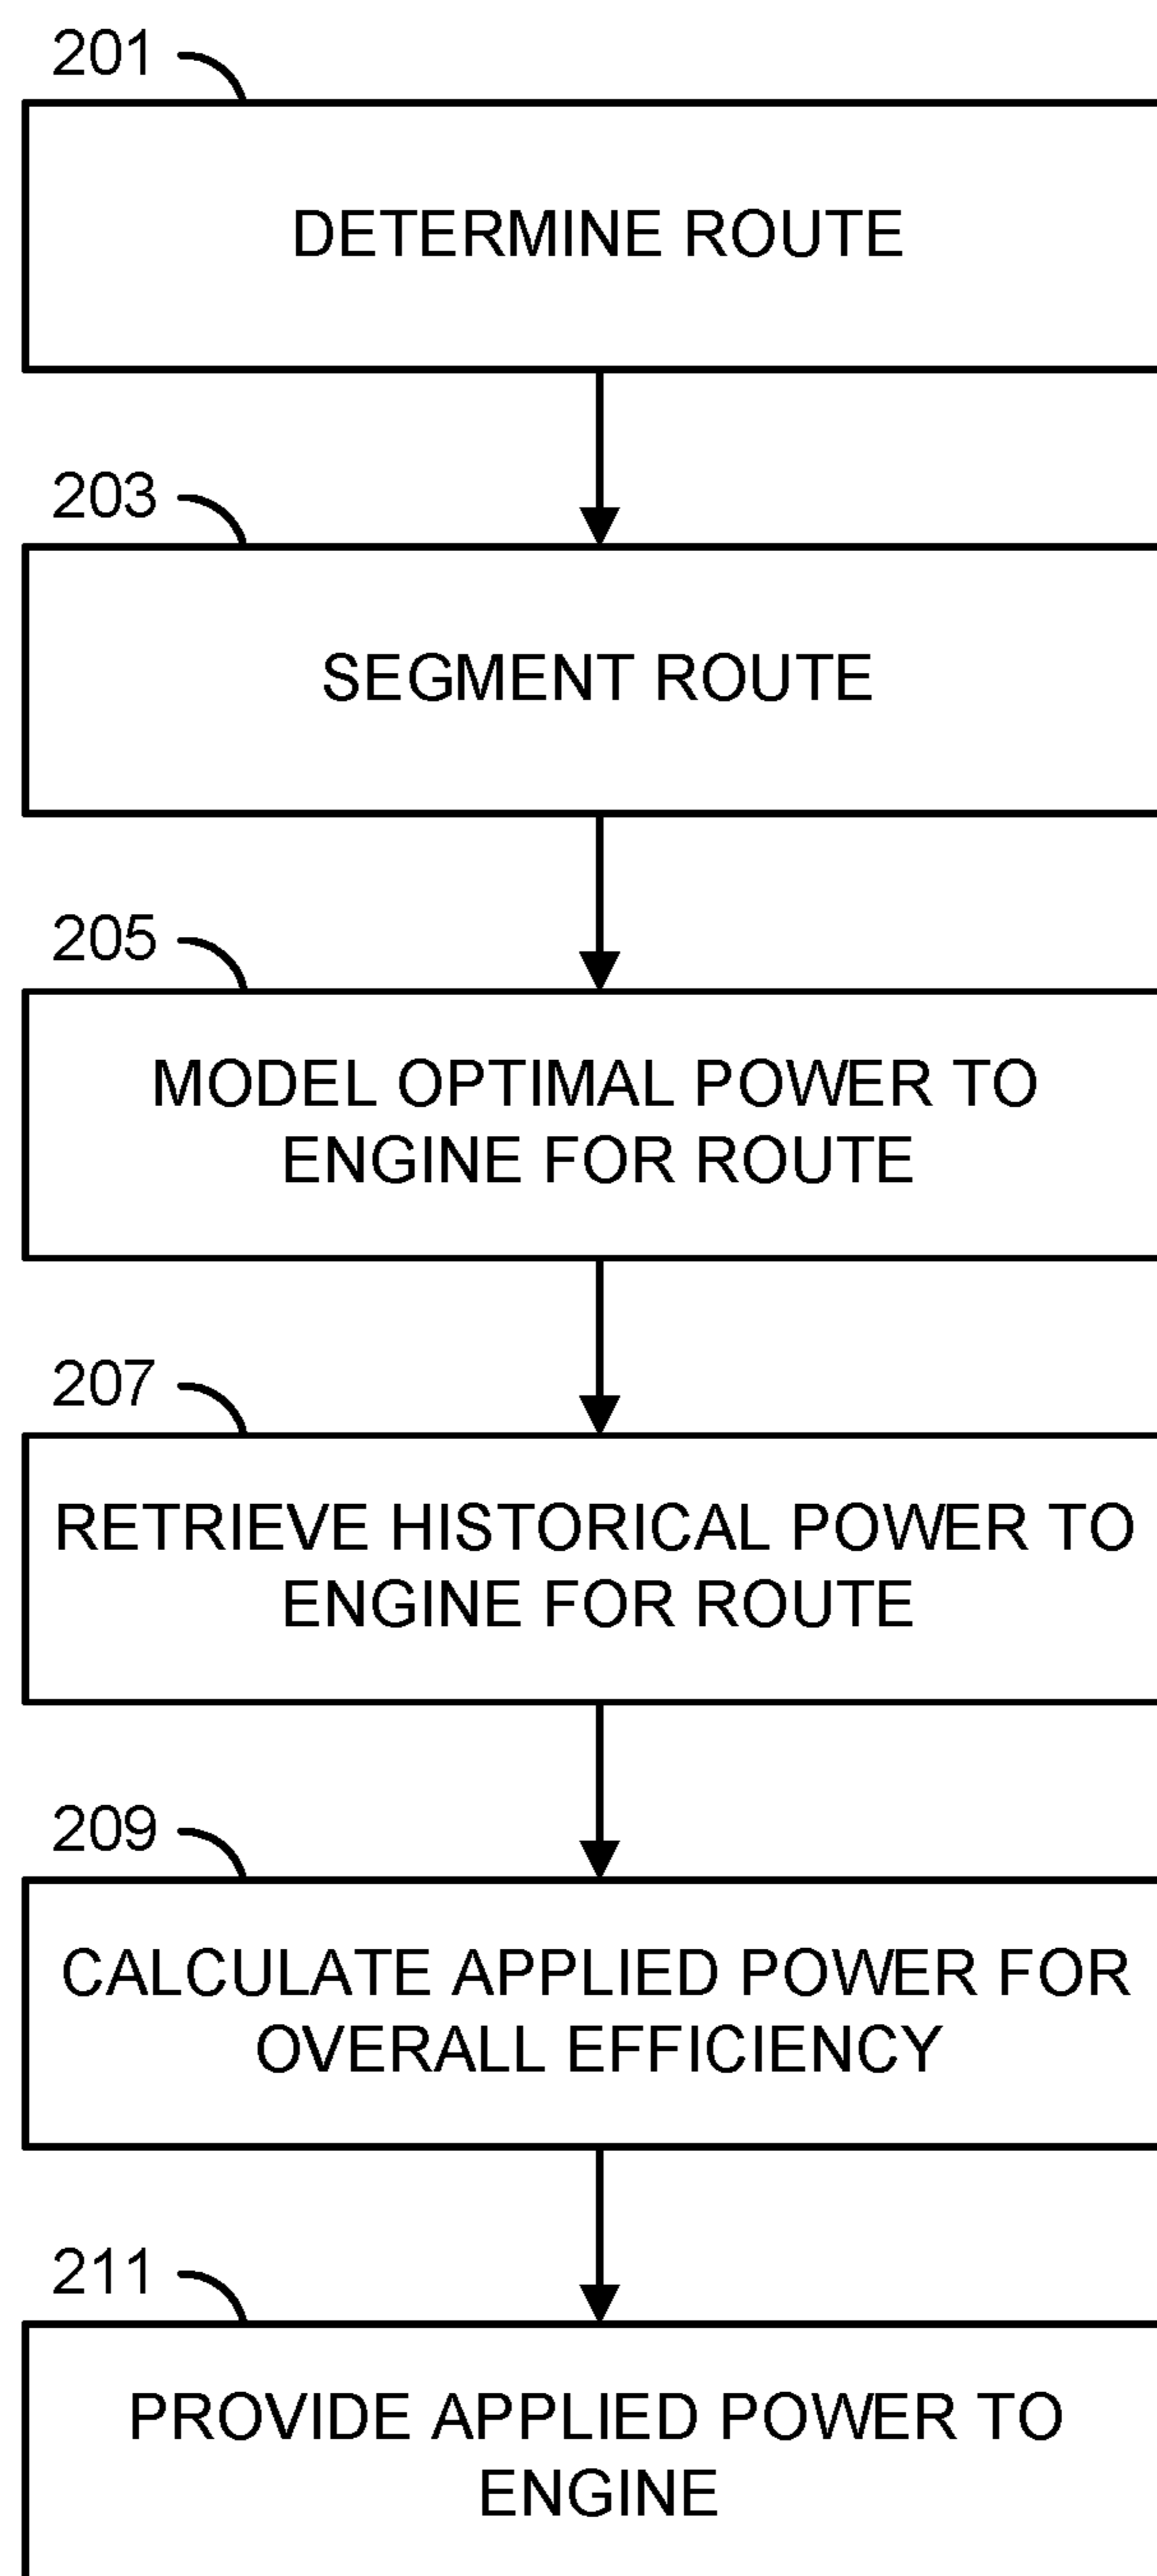 201
DETERMINE ROUTE
203
SEGMENT ROUTE
205
MODEL OPTIMAL POWER TO
ENGINE FOR ROUTE
207
RETRIEVE HISTORICAL POWER TO
ENGINE FOR ROUTE
209
CALCULATE APPLIED POWER FOR
OVERALL EFFICIENCY
211
PROVIDE APPLIED POWER TO
ENGINE